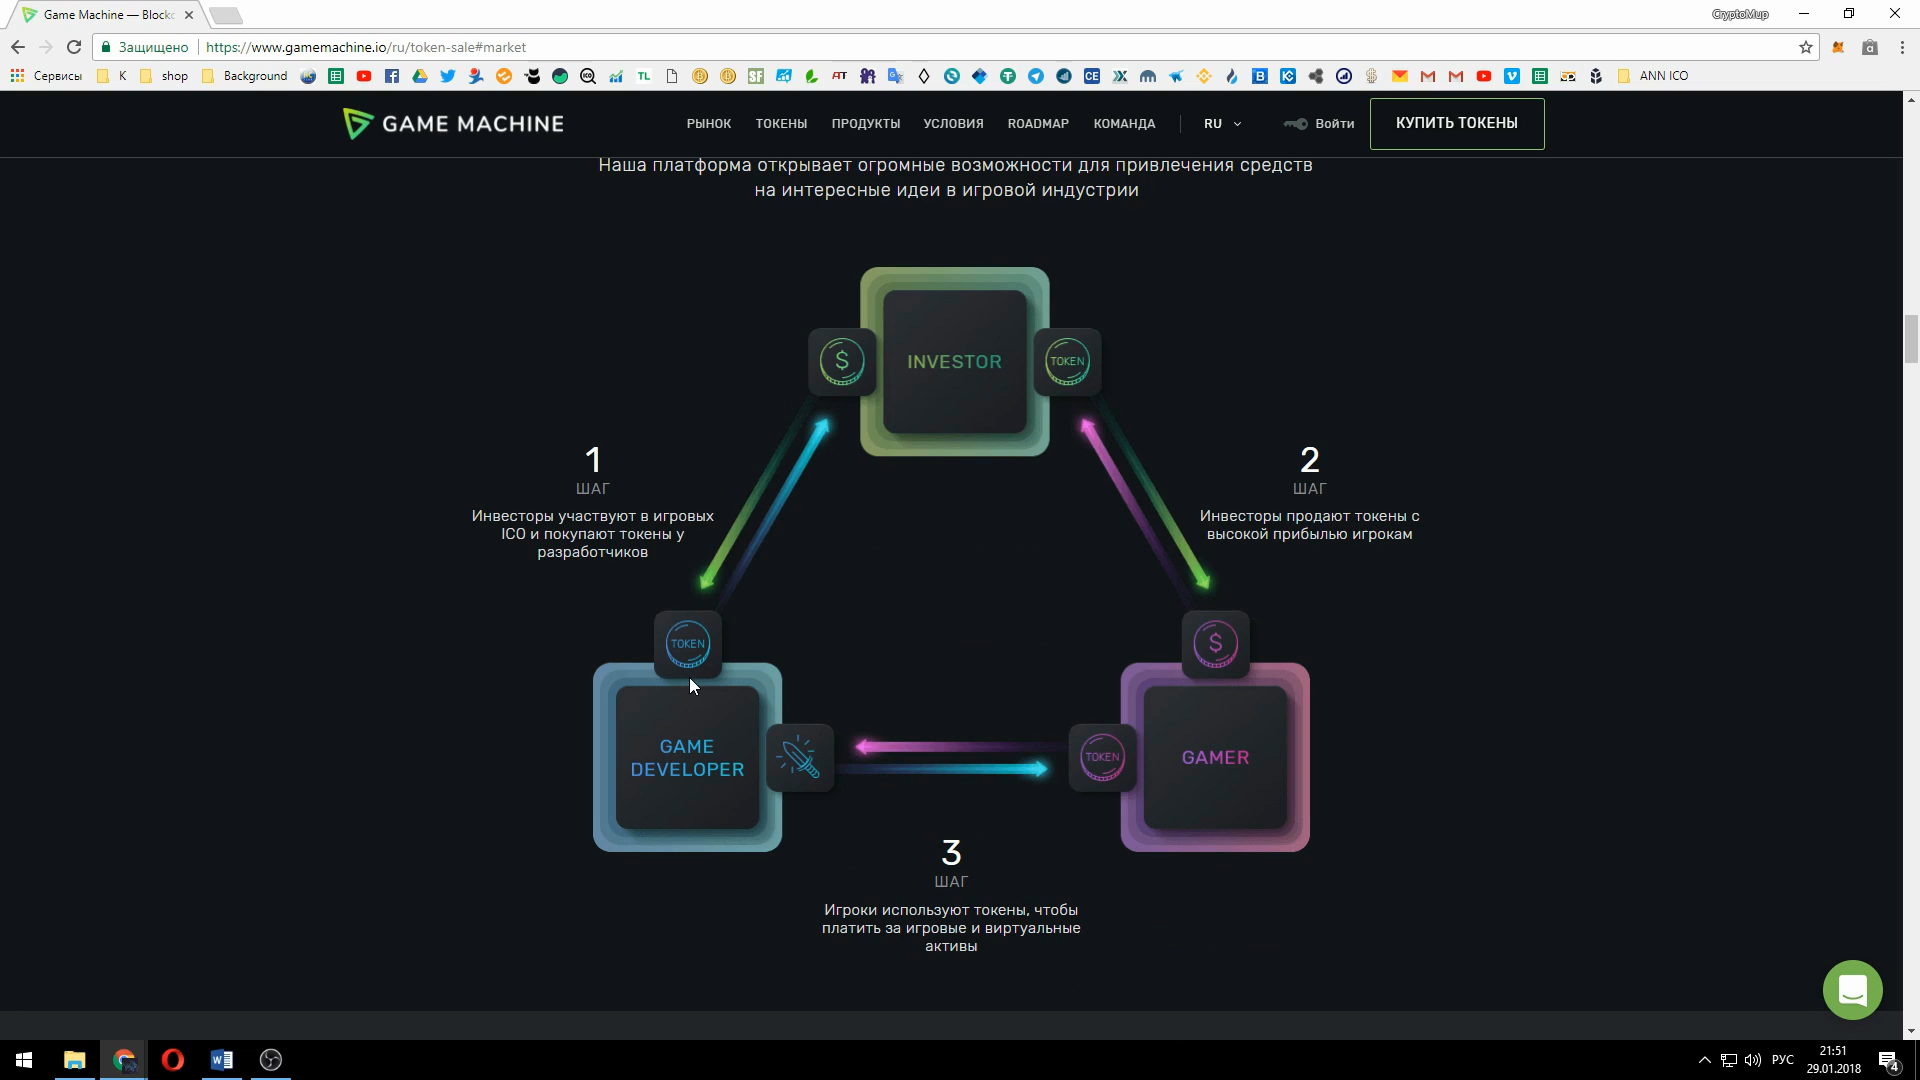 Game Machine — Blockc
CryptoMup
Защищено
https://www.gamemachine.io/ru/token-sale#market
Сервисы
K
shop
Background
ANN ICO
GAME MACHINE
РЫНОК
ТОКЕНЫ
ПРОДУКТЫ
УСЛОВИЯ
ROADMAP
КОМАНДА
RU
Войти
КУПИТЬ ТОКЕНЫ
Наша платформа открывает огромные возможности для привлечения средств
на интересные идеи в игровой индустрии
$
INVESTOR
TOKEN
1
ШАГ
Инвесторы участвуют в игровых
ICO и покупают токены у
разработчиков
2
ШАГ
Инвесторы продают токены с
высокой прибылью игрокам
TOKEN
$
GAME
DEVELOPER
TOKEN
GAMER
3
ШАГ
Игроки используют токены, чтобы
платить за игровые и виртуальные
активы
РУС
21:51
29.01.2018
4